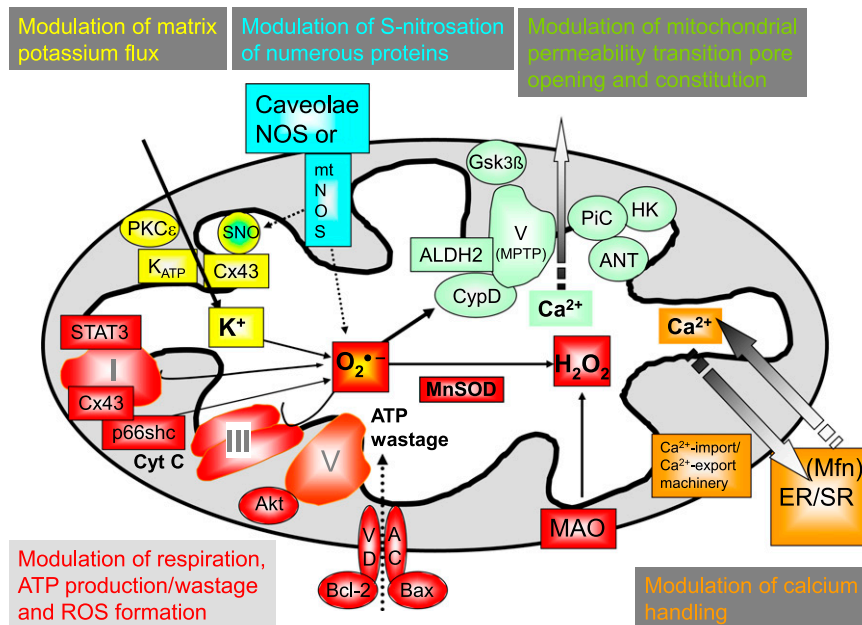 Modulation of matrix
potassium flux
Modulation of S-nitrosation
of numerous proteins
Modulation of mitochondrial
permeability transition pore
opening and constitution
Caveolae
NOS or
mt
N
O
S
Gsk3ß
PKCε
SNO
K_ATP
Cx43
V
(MPTP)
PiC
HK
ALDH2
ANT
CypD
Ca²⁺
Ca²⁺
K⁺
STAT3
I
Cx43
p66shc
Cyt C
O₂•−
MnSOD
H₂O₂
III
V
ATP
wastage
Akt
V
D
A
C
Bcl-2
Bax
MAO
Ca²⁺-import/
Ca²⁺-export
machinery
(Mfn)
ER/SR
Modulation of respiration,
ATP production/wastage
and ROS formation
Modulation of calcium
handling